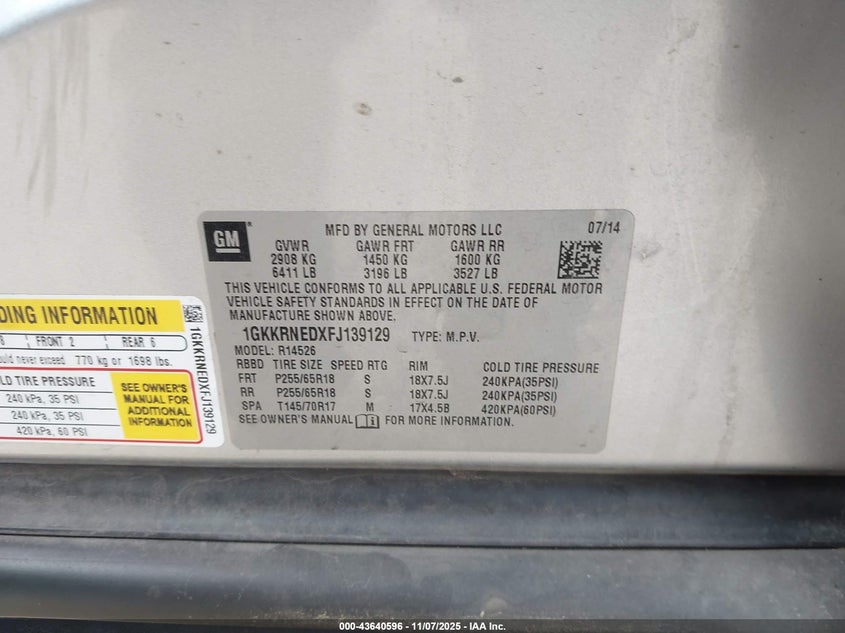 GM
MFD BY GENERAL MOTORS LLC 07/14
GVWR GAWR FRT GAWR RR
2908 KG 1450 KG 1600 KG
6411 LB 3196 LB 3527 LB
THIS VEHICLE CONFORMS TO ALL APPLICABLE U.S. FEDERAL MOTOR
VEHICLE SAFETY STANDARDS IN EFFECT ON THE DATE OF
MANUFACTURE SHOWN ABOVE.
1GKKRNEDXFJ139129 TYPE: M.P.V.
MODEL: R14526
RBBD TIRE SIZE SPEED RTG RIM COLD TIRE PRESSURE
FRT P255/65R18 S 18X7.5J 240KPA(35PSI)
RR P255/65R18 S 18X7.5J 240KPA(35PSI)
SPA T145/70R17 M 17X4.5B 420KPA(60PSI)
SEE OWNER'S MANUAL i FOR MORE INFORMATION.
DING INFORMATION
FRONT 2 REAR 6
never exceed 770 kg or 1698 lbs.
OLD TIRE PRESSURE
240 kPa, 35 PSI
240 kPa, 35 PSI
420 kPa, 60 PSI
SEE OWNER'S
MANUAL FOR
ADDITIONAL
INFORMATION
1GKKRNEDXFJ139129
000-43640596 | 11/07/2025 | IAA Inc.